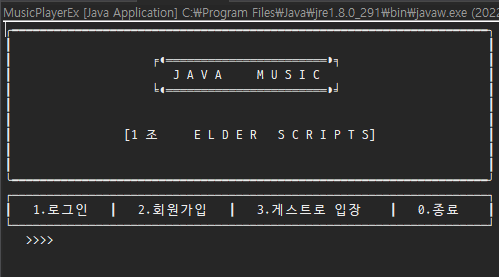 MusicPlayerEx [Java Application] C:₩Program Files₩Java₩jre1.8.0_291₩bin₩javaw.exe (202
J A V A M U S I C
[1 조 E L D E R S C R I P T S]
1.로그인 | 2.회원가입 | 3.게스트로 입장 | 0.종료
>>>>